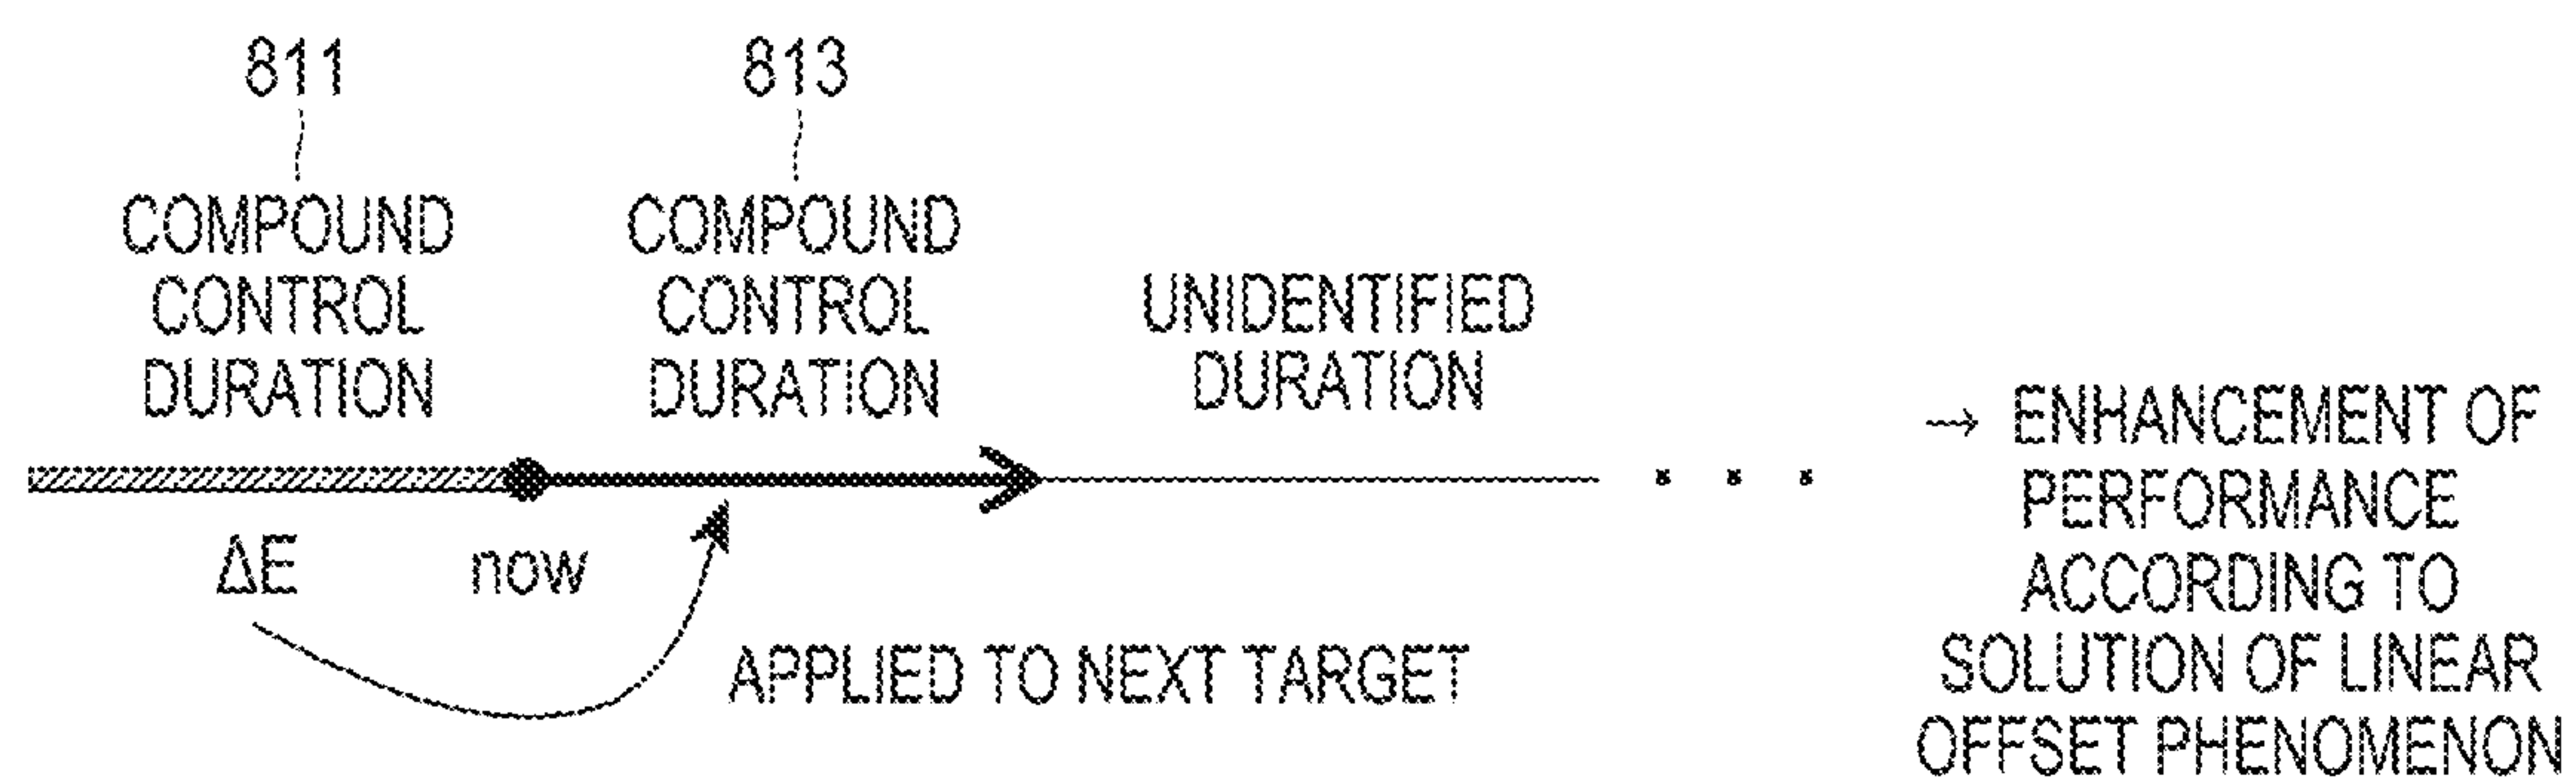 811
COMPOUND
CONTROL
DURATION
813
COMPOUND
CONTROL
DURATION
UNIDENTIFIED
DURATION
ΔE
now
APPLIED TO NEXT TARGET
. . .
→ ENHANCEMENT OF
PERFORMANCE
ACCORDING TO
SOLUTION OF LINEAR
OFFSET PHENOMENON